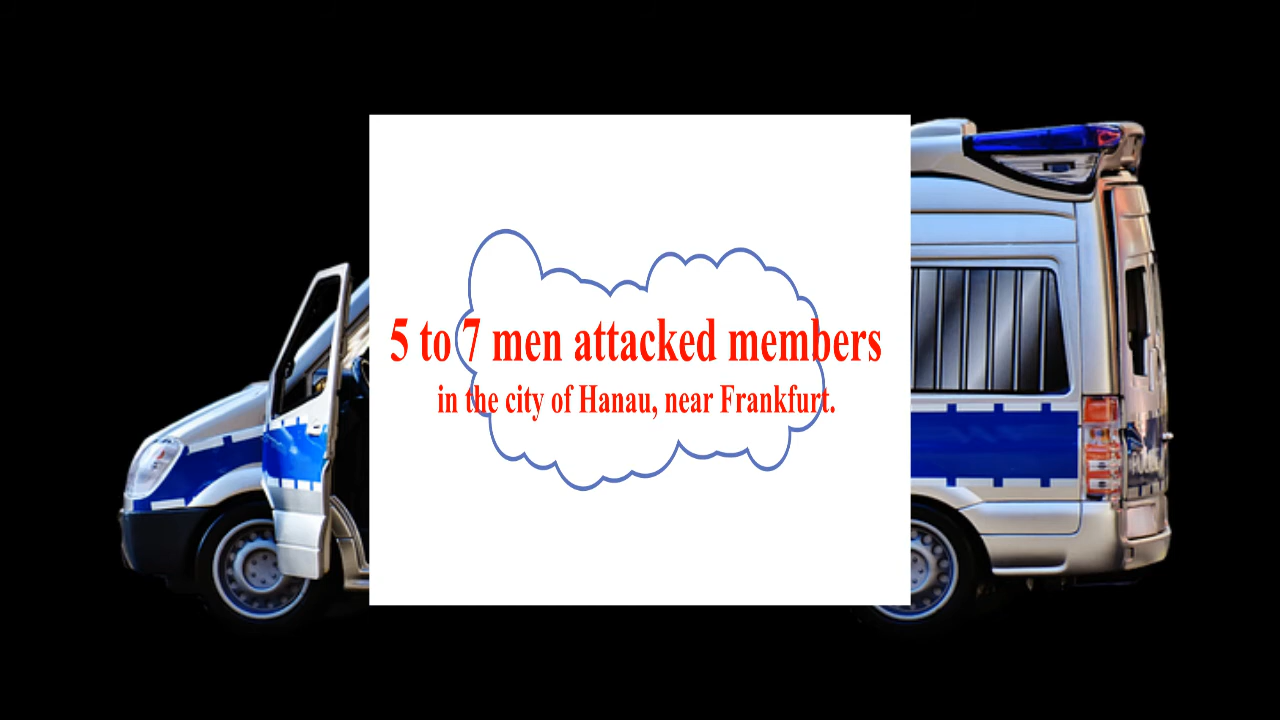 5 to 7 men attacked members
in the city of Hanau, near Frankfurt.